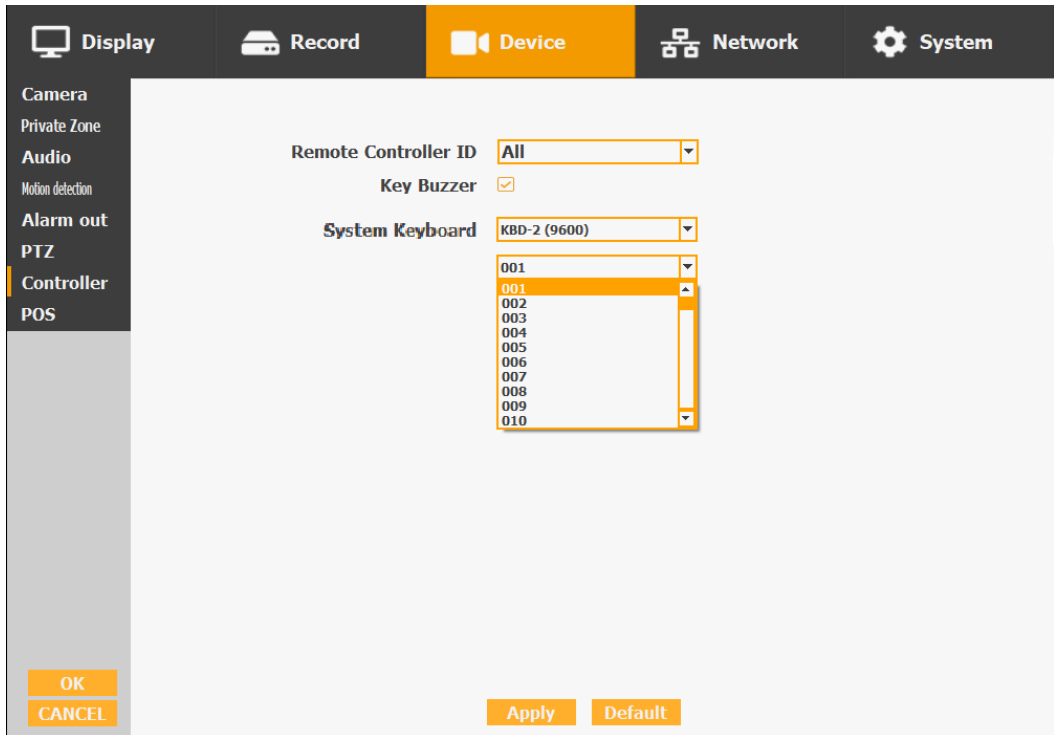 Display Record Device Network System
Camera
Private Zone
Audio
Motion detection
Alarm out
PTZ
Controller
POS
Remote Controller ID All
Key Buzzer
System Keyboard KBD-2 (9600)
001
001
002
003
004
005
006
007
008
009
010
OK
CANCEL
Apply Default